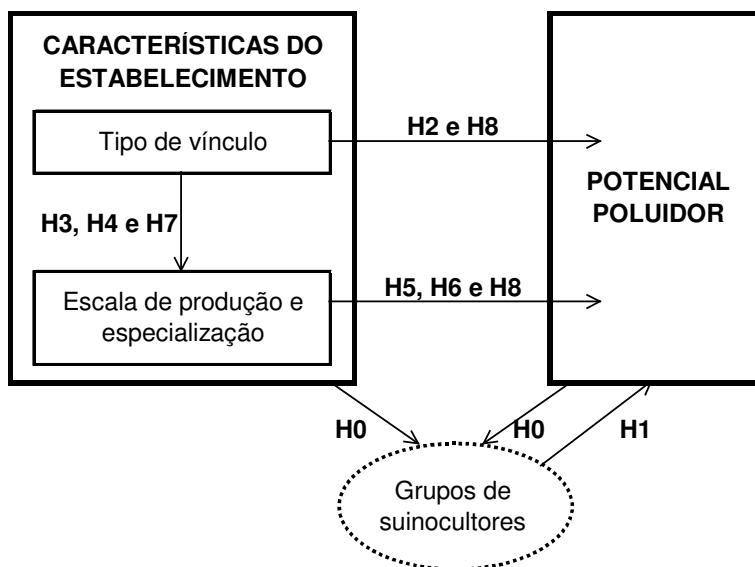 CARACTERÍSTICAS DO
ESTABELECIMENTO
Tipo de vínculo
H2 e H8
POTENCIAL
POLUIDOR
H3, H4 e H7
Escala de produção e
especialização
H5, H6 e H8
H0
H0
H1
Grupos de
suinocultores